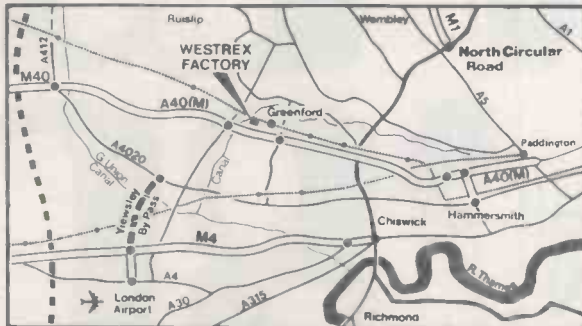 Ruislip
Wembley
M1
A1
A412
WESTREX
FACTORY
North Circular
Road
M40
A5
A40(M)
Greenford
Paddington
A4020
G Union
Canal
Canal
A40(M)
Yiewsley
By Pass
Hammersmith
Chiswick
M4
A4
R Thames
London
Airport
A30
A315
Richmond